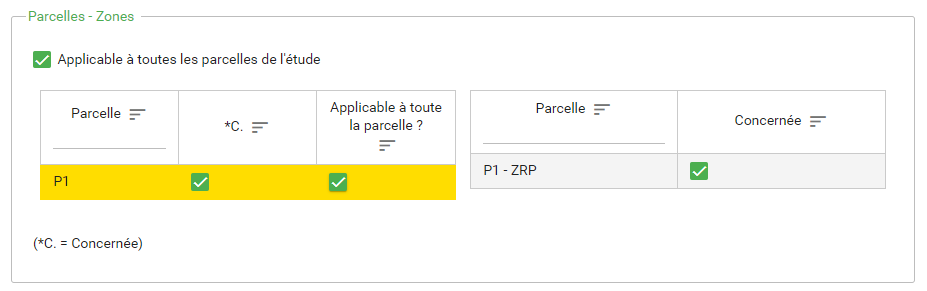 Parcelles - Zones
Applicable à toutes les parcelles de l'étude
Parcelle
*C.
Applicable à toute
la parcelle ?
Parcelle
Concernée
P1
P1 - ZRP
(*C. = Concernée)